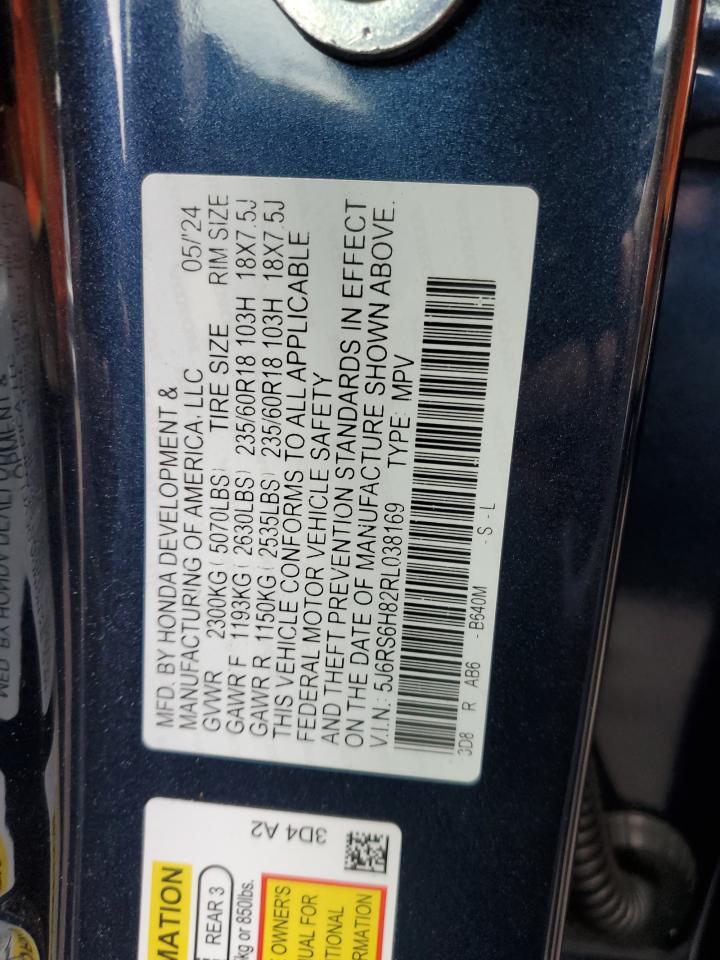 MFD. BY HONDA DEVELOPMENT &
MANUFACTURING OF AMERICA, LLC 05/'24
GVWR 2300KG ( 5070LBS) TIRE SIZE RIM SIZE
GAWR F 1193KG ( 2630LBS) 235/60R18 103H 18X7.5J
GAWR R 1150KG ( 2535LBS) 235/60R18 103H 18X7.5J
THIS VEHICLE CONFORMS TO ALL APPLICABLE
FEDERAL MOTOR VEHICLE SAFETY
AND THEFT PREVENTION STANDARDS IN EFFECT
ON THE DATE OF MANUFACTURE SHOWN ABOVE.
V.I.N.: 5J6RS6H82RL038169 TYPE: MPV
3D8 R AB6 -B640M -S-L
3D4 A2
MATION
REAR 3
kg or 850lbs.
OWNER'S
UAL FOR
ITIONAL
RMATION